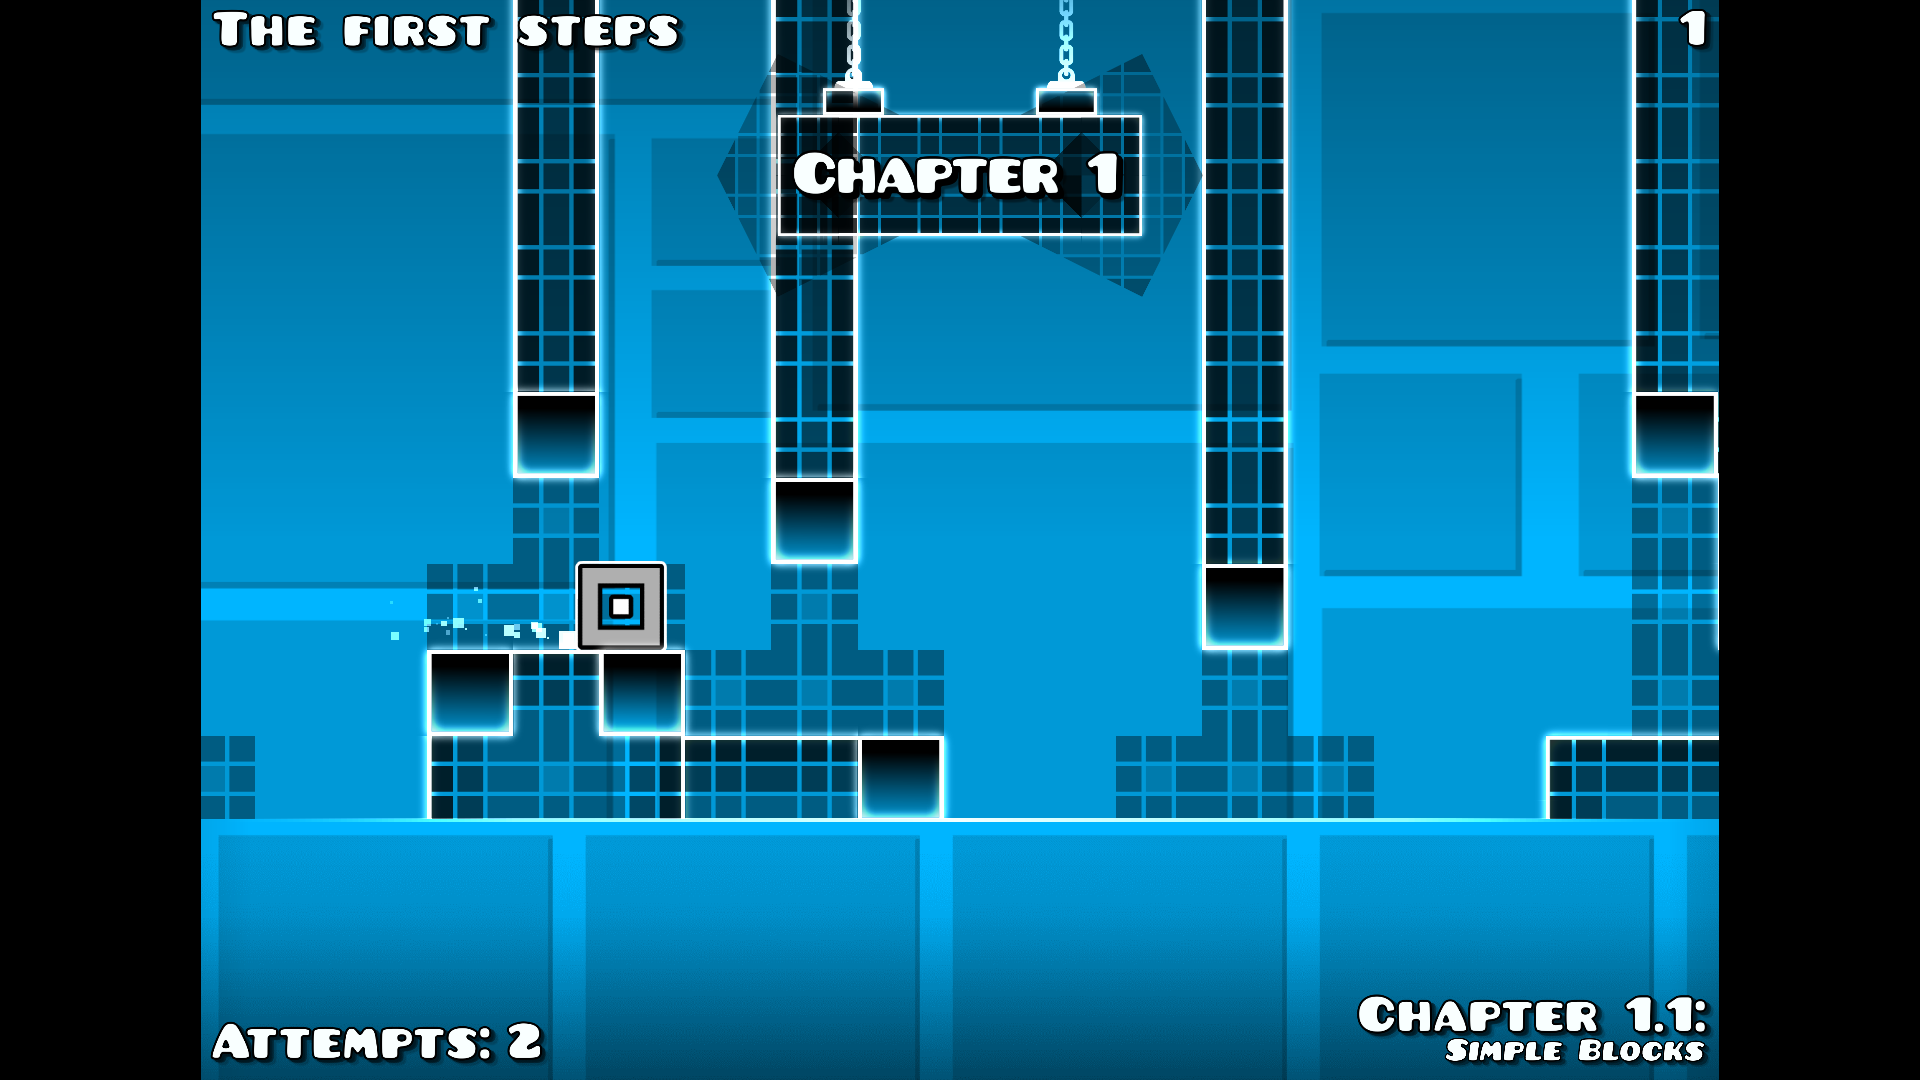 The first steps
1
Chapter 1
Attempts: 2
Chapter 1.1:
Simple Blocks